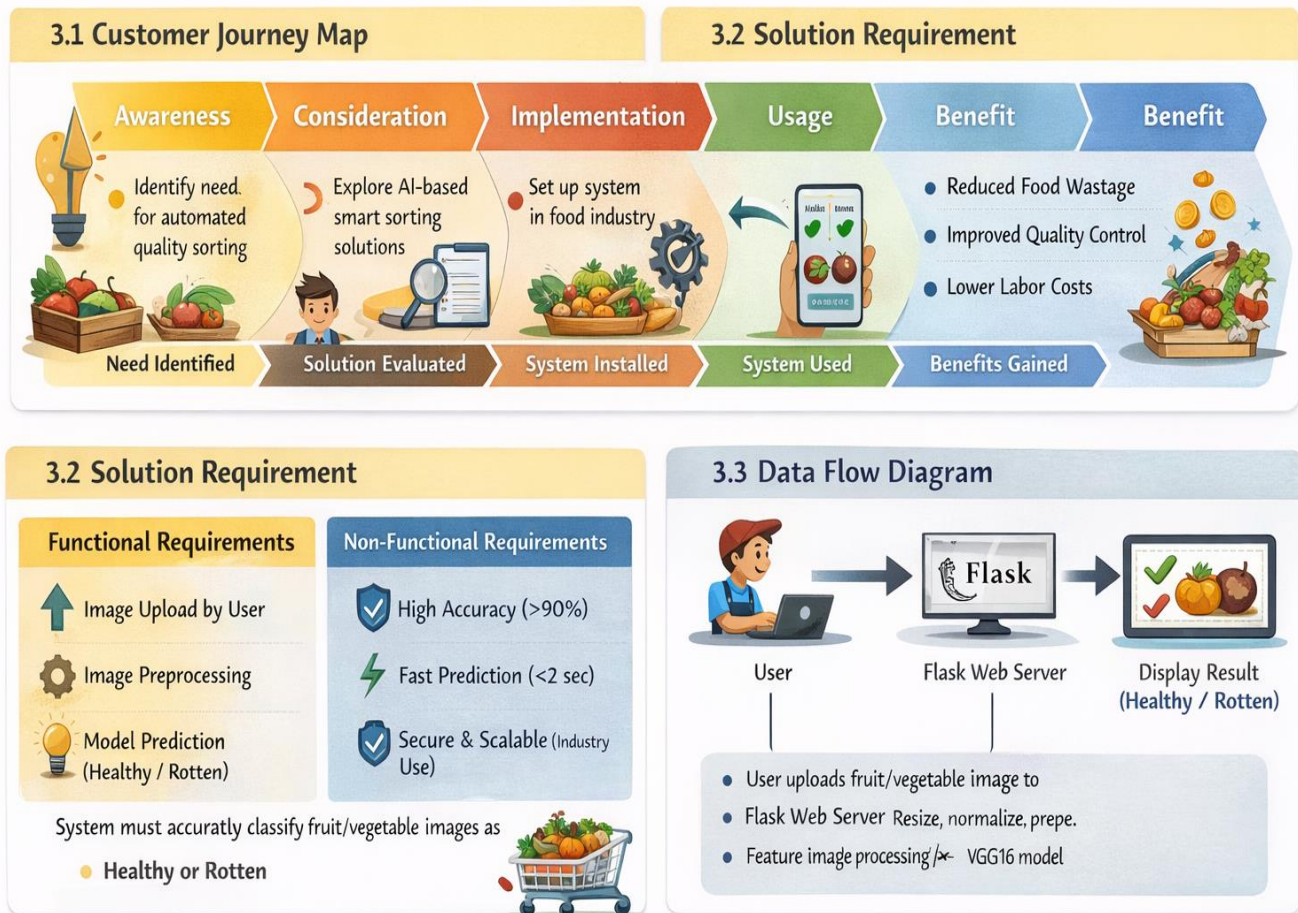 3.1 Customer Journey Map
3.2 Solution Requirement
Awareness
Consideration
Implementation
Usage
Benefit
Benefit
Identify need.
for automated
quality sorting
Explore AI-based
smart sorting
solutions
Set up system
in food industry
Reduced Food Wastage
Improved Quality Control
Lower Labor Costs
Need Identified
Solution Evaluated
System Installed
System Used
Benefits Gained
3.2 Solution Requirement
Functional Requirements
Image Upload by User
Image Preprocessing
Model Prediction
(Healthy / Rotten)
Non-Functional Requirements
High Accuracy (>90%)
Fast Prediction (<2 sec)
Secure & Scalable (Industry
Use)
System must accuratly classify fruit/vegetable images as
Healthy or Rotten
3.3 Data Flow Diagram
Flask
User
Flask Web Server
Display Result
(Healthy / Rotten)
User uploads fruit/vegetable image to
Flask Web Server Resize, normalize, prepe.
Feature image processing/ VGG16 model